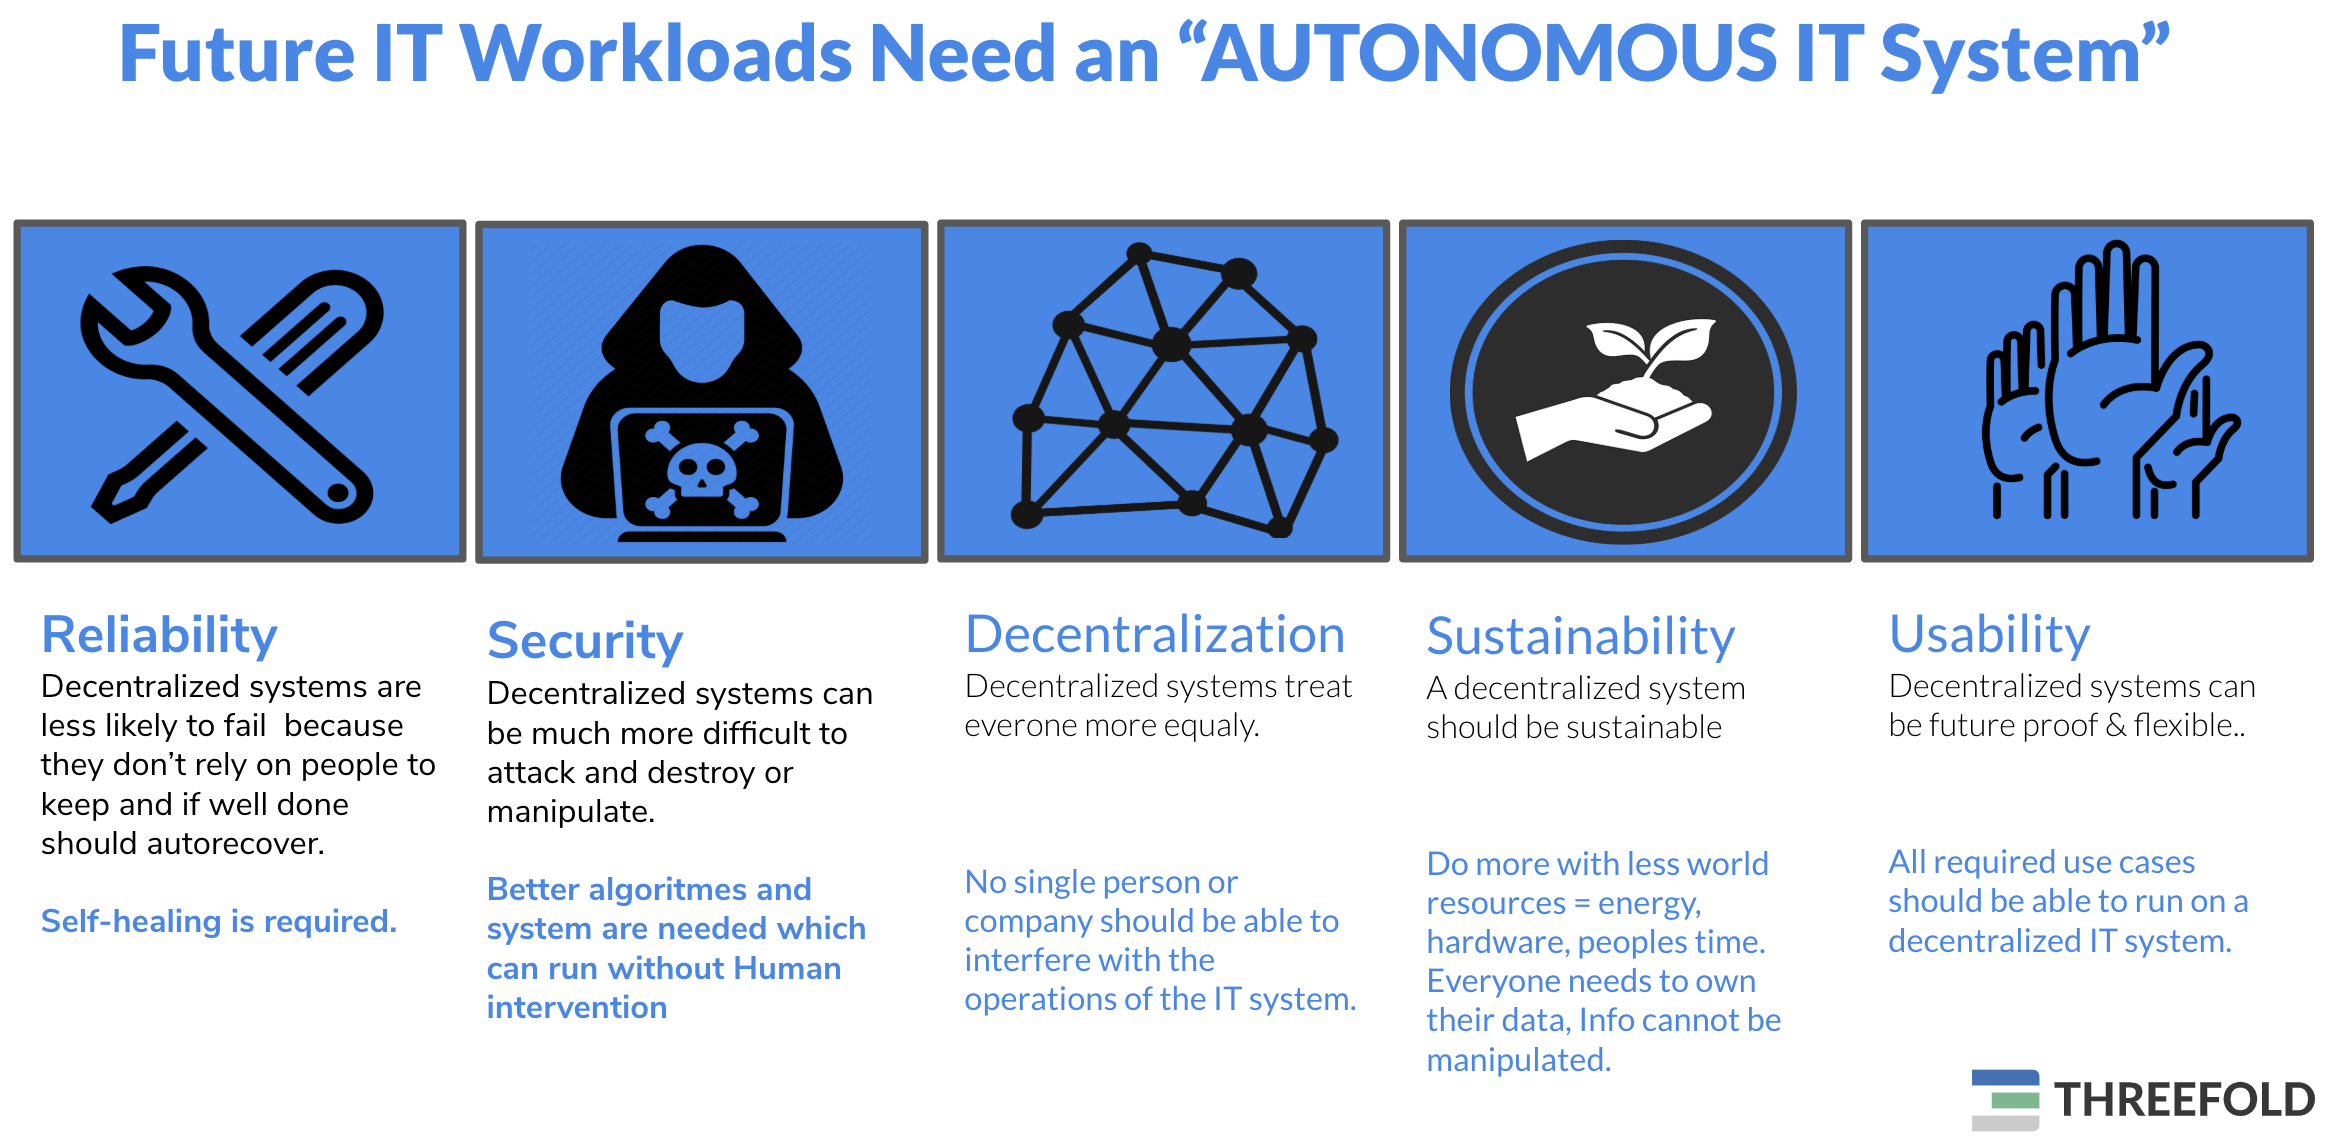 Future IT Workloads Need an “AUTONOMOUS IT System”
Reliability
Decentralized systems are
less likely to fail  because
they don’t rely on people to
keep and if well done
should autorecover.
Self-healing is required.
Security
Decentralized systems can
be much more difficult to
attack and destroy or
manipulate.
Better algoritmes and
system are needed which
can run without Human
intervention
Decentralization
Decentralized systems treat
everone more equaly.
No single person or
company should be able to
interfere with the
operations of the IT system.
Sustainability
A decentralized system
should be sustainable
Do more with less world
resources = energy,
hardware, peoples time.
Everyone needs to own
their data, Info cannot be
manipulated.
Usability
Decentralized systems can
be future proof & flexible..
All required use cases
should be able to run on a
decentralized IT system.
THREEFOLD